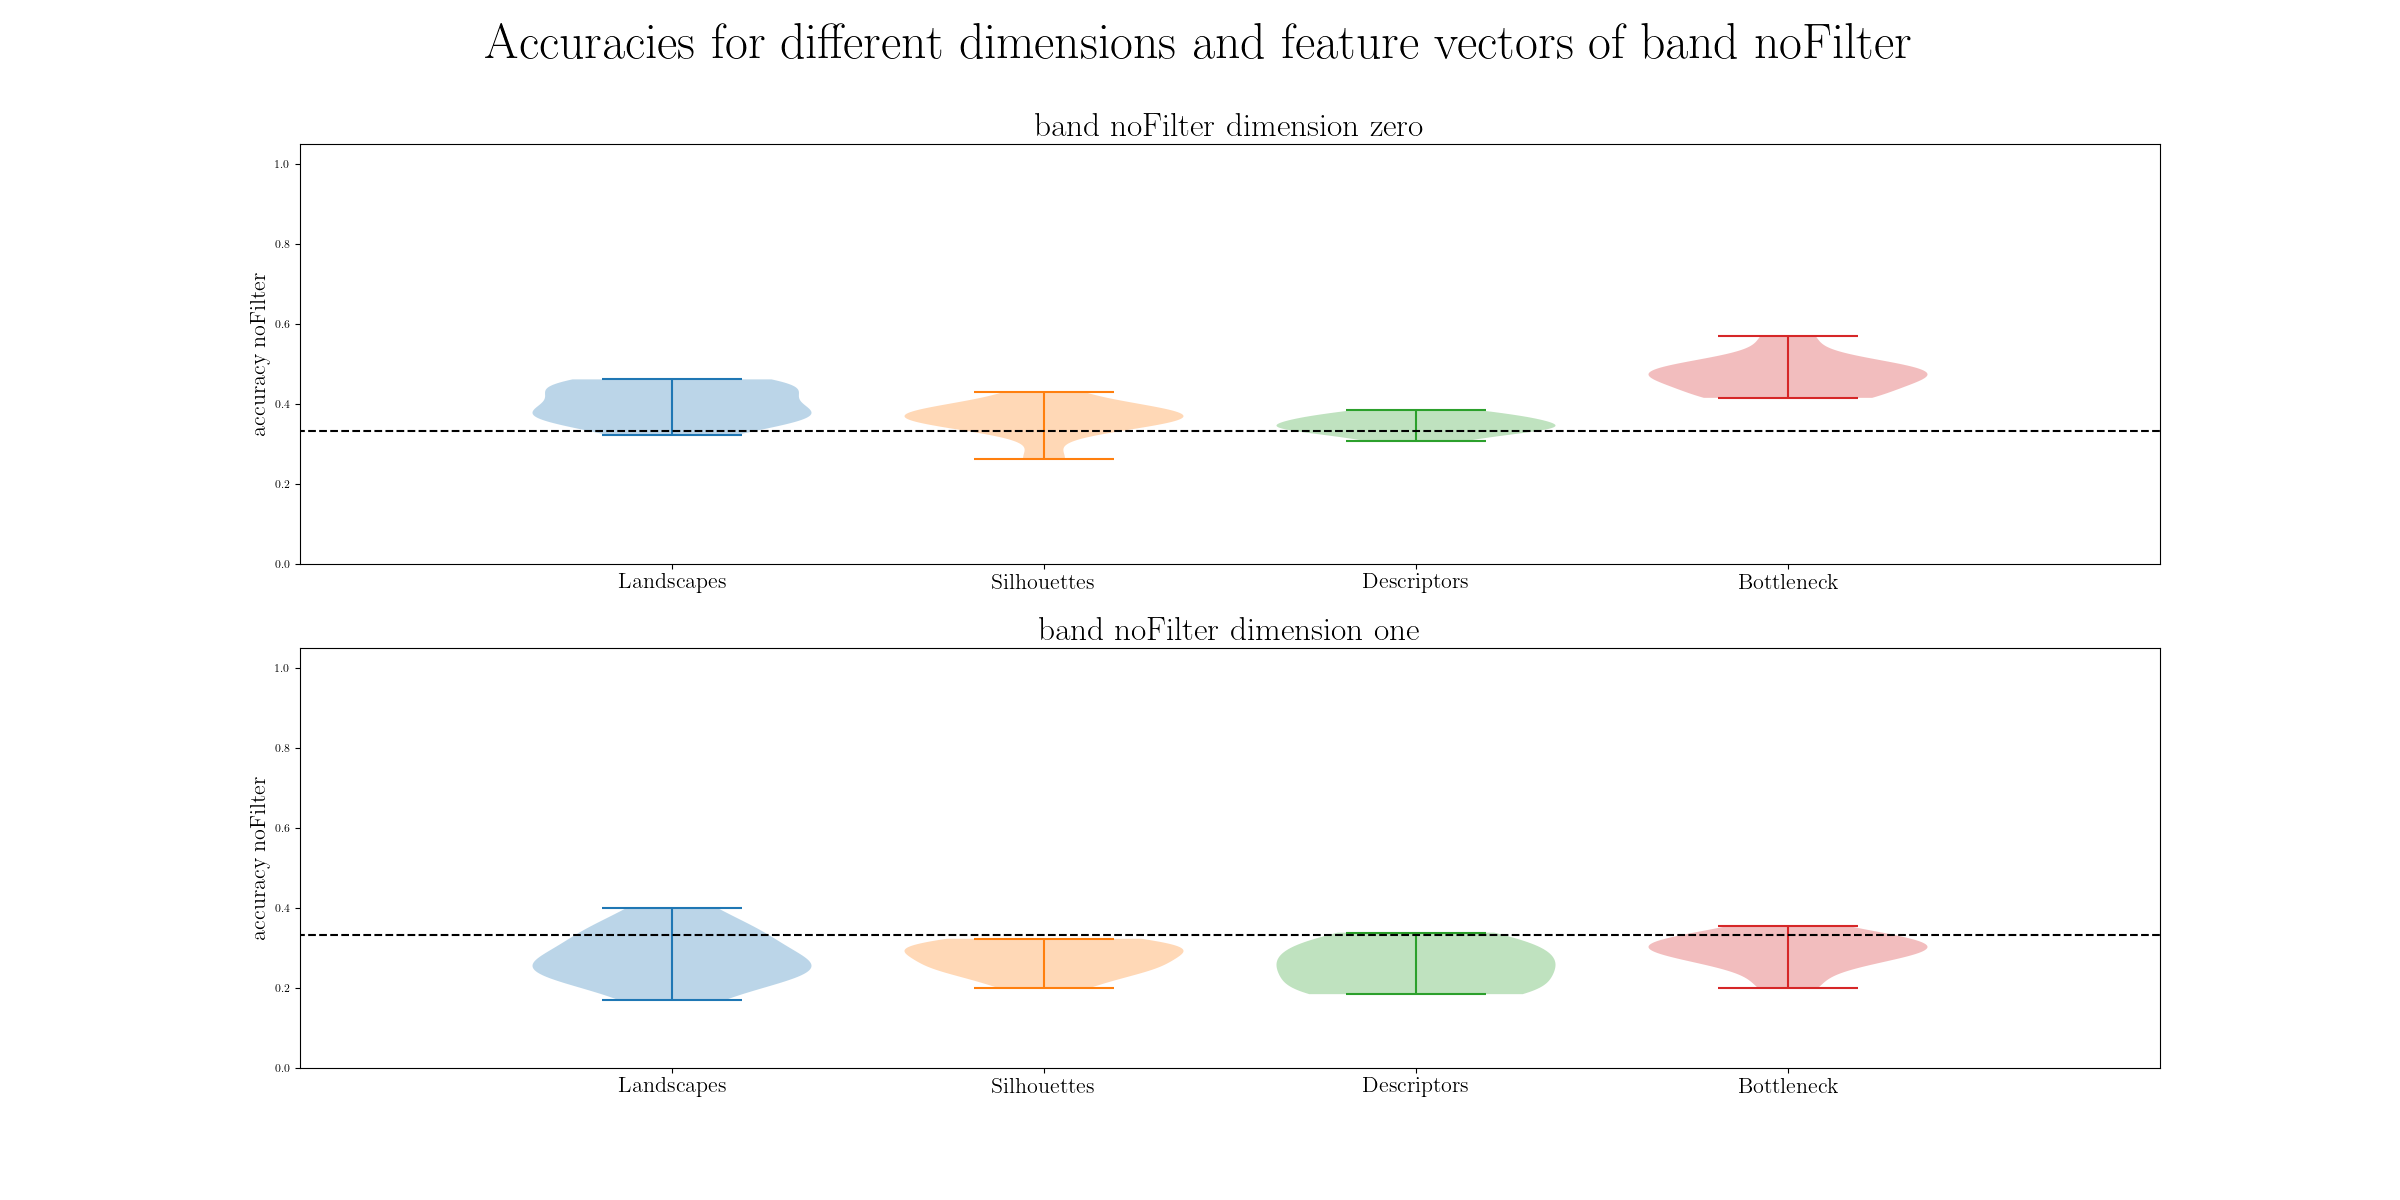 Accuracies for different dimensions and feature vectors of band noFilter
band noFilter dimension zero
accuracy noFilter
1.0
0.8
0.6
0.4
0.2
0.0
Landscapes
Silhouettes
Descriptors
Bottleneck
band noFilter dimension one
accuracy noFilter
1.0
0.8
0.6
0.4
0.2
0.0
Landscapes
Silhouettes
Descriptors
Bottleneck